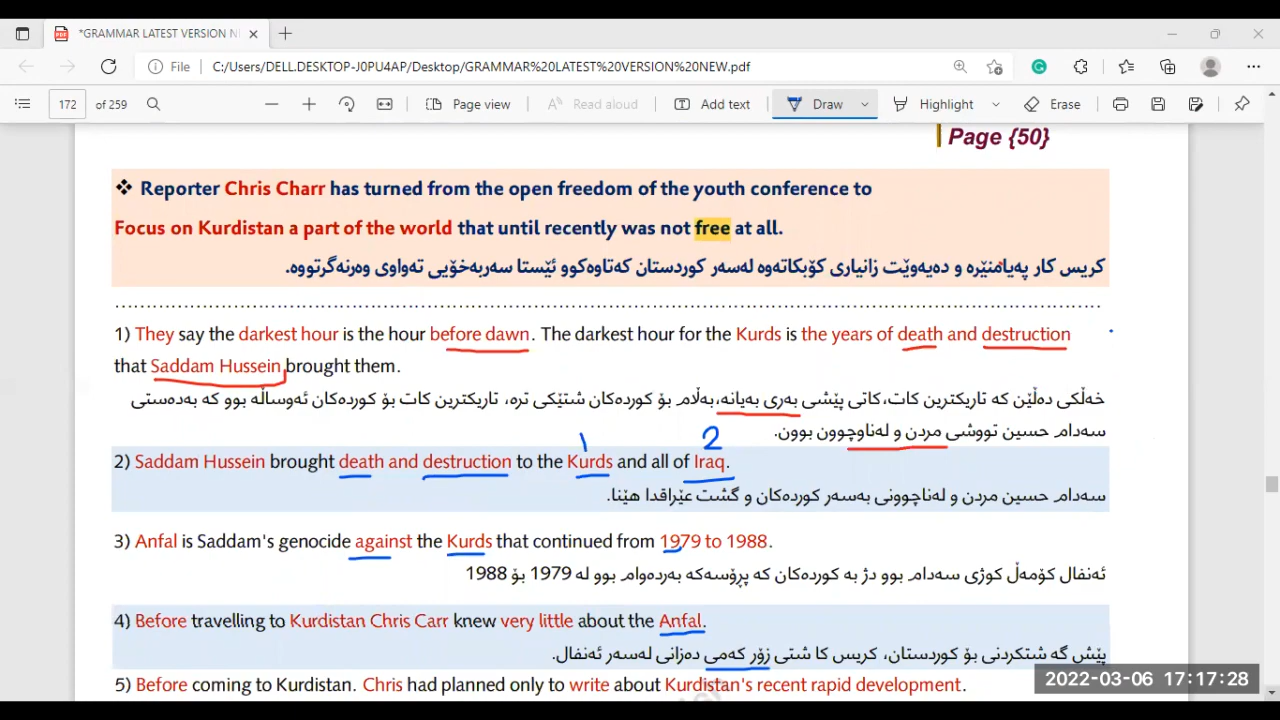 *GRAMMAR LATEST VERSION N
File C:/Users/DELL.DESKTOP-J0PU4AP/Desktop/GRAMMAR%20LATEST%20VERSION%20NEW.pdf
172 of 259 Page view Read aloud Add text Draw Highlight Erase
Page {50}
❖ Reporter Chris Charr has turned from the open freedom of the youth conference to
Focus on Kurdistan a part of the world that until recently was not free at all.
کریس کار پەیامنێرە و دەیەوێت زانیاری کۆبکاتەوە لەسەر کوردستان کەتاوەکوو ئێستا سەربەخۆیی تەواوی وەرنەگرتووە.
1) They say the darkest hour is the hour before dawn. The darkest hour for the Kurds is the years of death and destruction
that Saddam Hussein brought them.
خەڵکی دەڵێن کە تاریکترین کات،کاتی پێشی بەری بەیانە،بەڵام بۆ کوردەکان شتێکی ترە، تاریکترین کات بۆ کوردەکان ئەوساڵە بوو کە بەدەستی
سەدام حسین تووشی مردن و لەناوچوون بوون.
1 2
2) Saddam Hussein brought death and destruction to the Kurds and all of Iraq.
سەدام حسین مردن و لەناچوونی بەسەر کوردەکان و گشت عێراقدا هێنا.
3) Anfal is Saddam's genocide against the Kurds that continued from 1979 to 1988.
ئەنفال کۆمەڵ کوژی سەدام بوو دژ بە کوردەکان کە پڕۆسەکە بەردەوام بوو لە 1979 بۆ 1988
4) Before travelling to Kurdistan Chris Carr knew very little about the Anfal.
پێش گە شتکردنی بۆ کوردستان، کریس کا شتی زۆر کەمی دەزانی لەسەر ئەنفال.
5) Before coming to Kurdistan. Chris had planned only to write about Kurdistan's recent rapid development.
2022-03-06 17:17:28